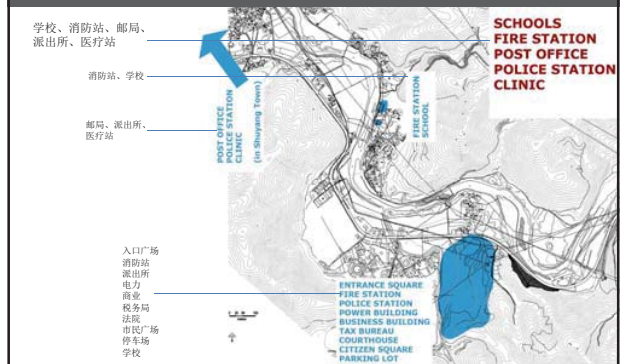 学校、消防站、邮局、
派出所、医疗站
SCHOOLS
FIRE STATION
POST OFFICE
POLICE STATION
CLINIC
消防站、学校
FIRE STATION
SCHOOL
邮局、派出所、
医疗站
POST OFFICE
POLICE STATION
CLINIC
(in Shuyang Town)
入口广场
消防站
派出所
电力
商业
税务局
法院
市民广场
停车场
学校
ENTRANCE SQUARE
FIRE STATION
POLICE STATION
POWER BUILDING
BUSINESS BUILDING
TAX BUREAU
COURTHOUSE
CITIZEN SQUARE
PARKING LOT